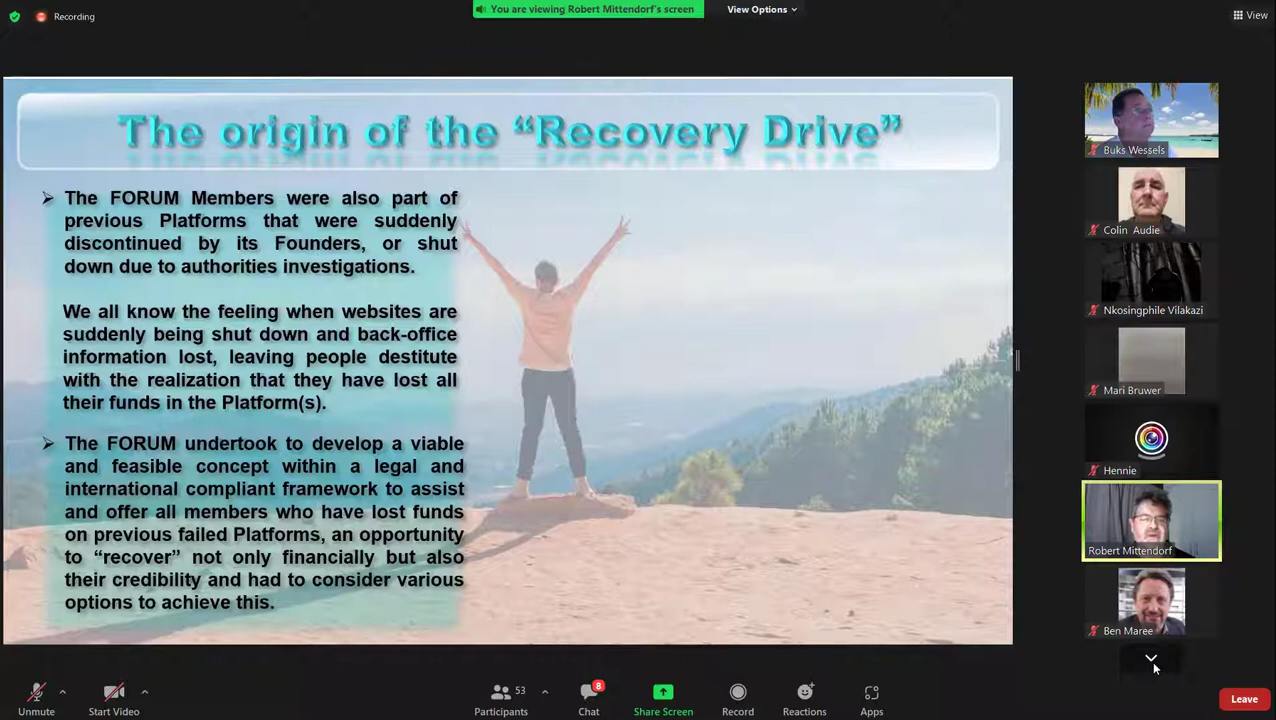 Recording
You are viewing Robert Mittendorf's screen
View Options
View
The origin of the “Recovery Drive”
The FORUM Members were also part of
previous Platforms that were suddenly
discontinued by its Founders, or shut
down due to authorities investigations.
We all know the feeling when websites are
suddenly being shut down and back-office
information lost, leaving people destitute
with the realization that they have lost all
their funds in the Platform(s).
The FORUM undertook to develop a viable
and feasible concept within a legal and
international compliant framework to assist
and offer all members who have lost funds
on previous failed Platforms, an opportunity
to “recover” not only financially but also
their credibility and had to consider various
options to achieve this.
Buks Wessels
Colin Audie
Nkosingphile Vilakazi
Mari Bruwer
Hennie
Robert Mittendorf
Ben Maree
Unmute
Start Video
53
Participants
8
Chat
Share Screen
Record
Reactions
Apps
Leave